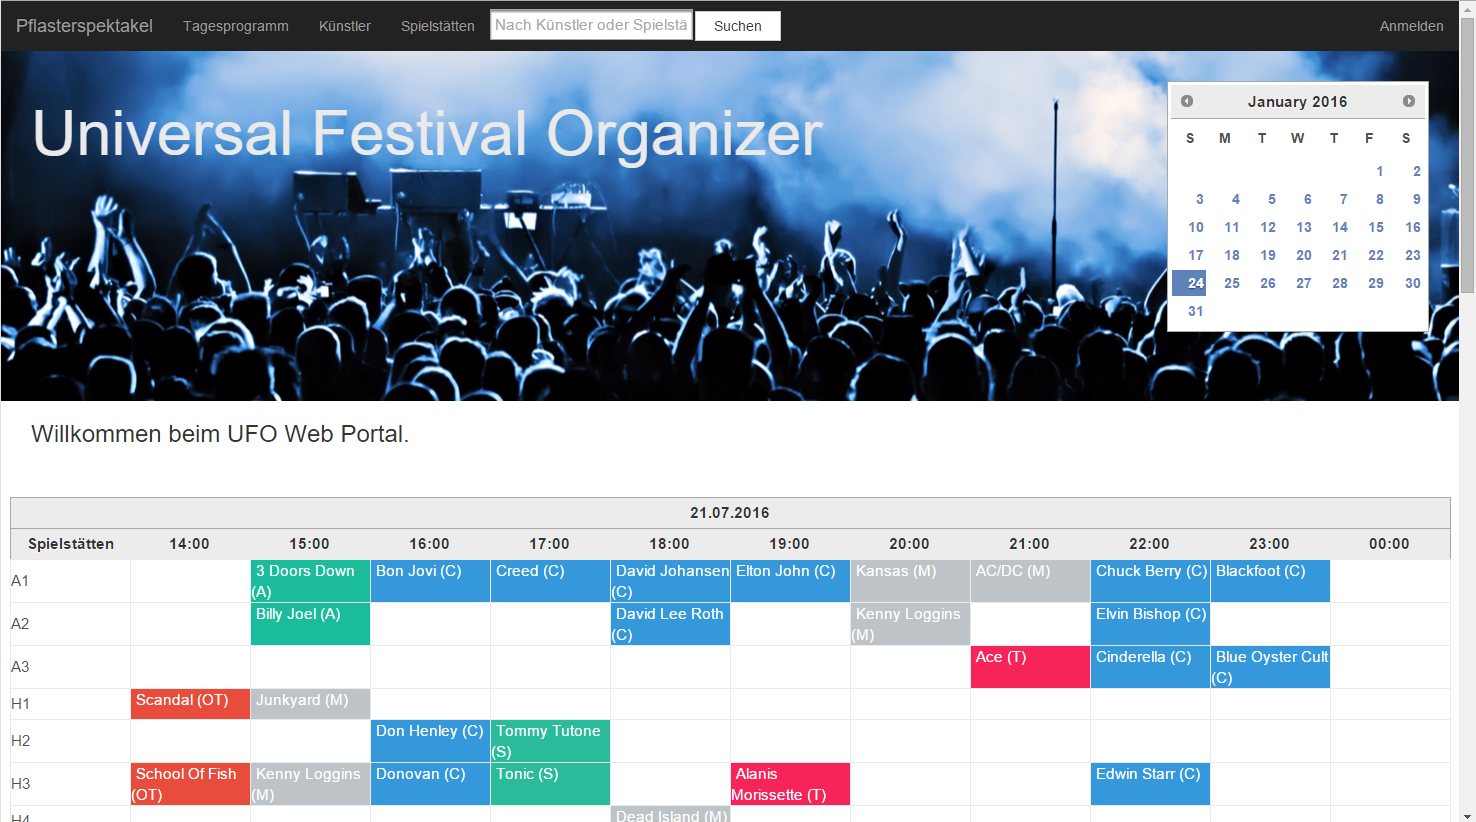 Pflasterspektakel Tagesprogramm Künstler Spielstätten Nach Künstler oder Spielstä Suchen Anmelden
Universal Festival Organizer
January 2016
S M T W T F S
1 2
3 4 5 6 7 8 9
10 11 12 13 14 15 16
17 18 19 20 21 22 23
24 25 26 27 28 29 30
31
Willkommen beim UFO Web Portal.
21.07.2016
Spielstätten 14:00 15:00 16:00 17:00 18:00 19:00 20:00 21:00 22:00 23:00 00:00
A1 3 Doors Down (A) Bon Jovi (C) Creed (C) David Johansen (C) Elton John (C) Kansas (M) AC/DC (M) Chuck Berry (C) Blackfoot (C)
A2 Billy Joel (A) David Lee Roth (C) Kenny Loggins (M) Elvin Bishop (C)
A3 Ace (T) Cinderella (C) Blue Oyster Cult (C)
H1 Scandal (OT) Junkyard (M)
H2 Don Henley (C) Tommy Tutone (S)
H3 School Of Fish (OT) Kenny Loggins (M) Donovan (C) Tonic (S) Alanis Morissette (T) Edwin Starr (C)
H4 Dead Island (M)